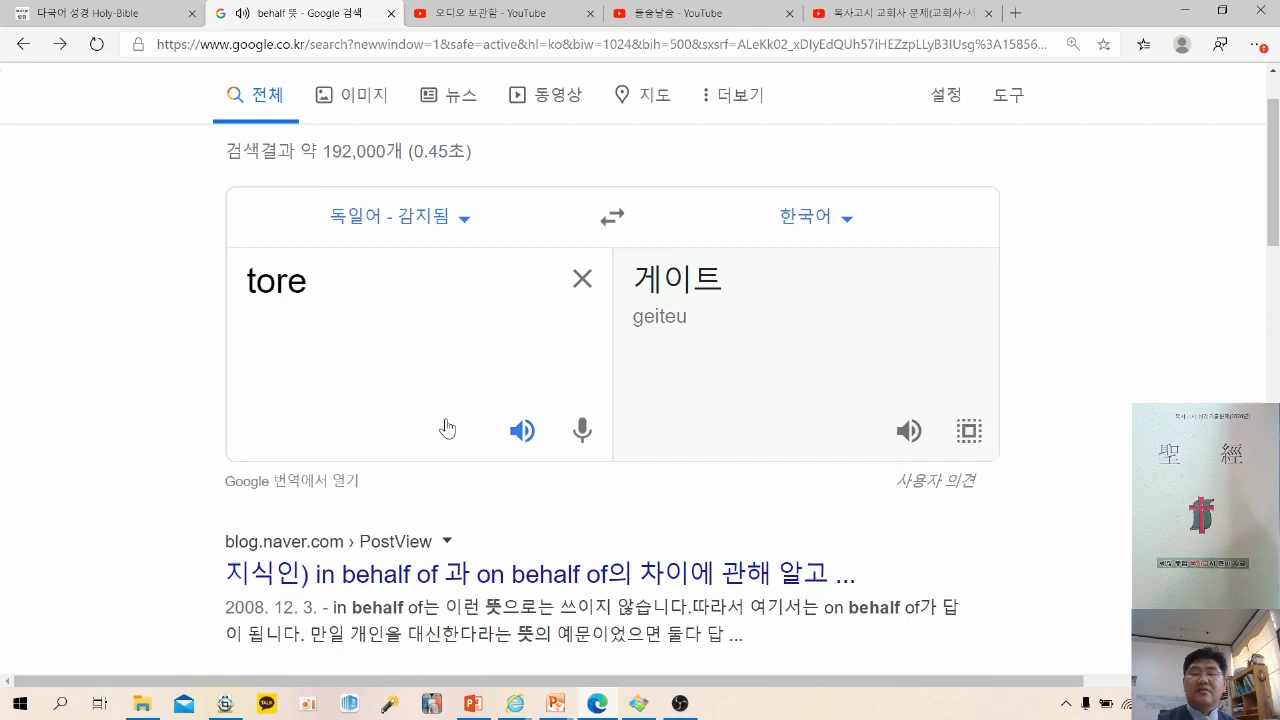 다국어 성경 Holy-Bible
behalf 뜻 - Google 검색
오디오 보관함 - YouTube
들숨날숨 - YouTube
목사고시 교회사 문제(교회사-서
https://www.google.co.kr/search?newwindow=1&safe=active&hl=ko&biw=1024&bih=500&sxsrf=ALeKk02_xDIyEdQUh57iHEZzpLLyB3IUsg%3A15856...
전체
이미지
뉴스
동영상
지도
더보기
설정
도구
검색결과 약 192,000개 (0.45초)
독일어 - 감지됨
한국어
tore
게이트
geiteu
Google 번역에서 열기
사용자 의견
blog.naver.com › PostView
지식인) in behalf of 과 on behalf of의 차이에 관해 알고 ...
2008. 12. 3. - in behalf of는 이런 뜻으로는 쓰이지 않습니다.따라서 여기서는 on behalf of가 답
이 됩니다. 만일 개인을 대신한다라는 뜻의 예문이었으면 둘다 답 ...
聖 經
TALK